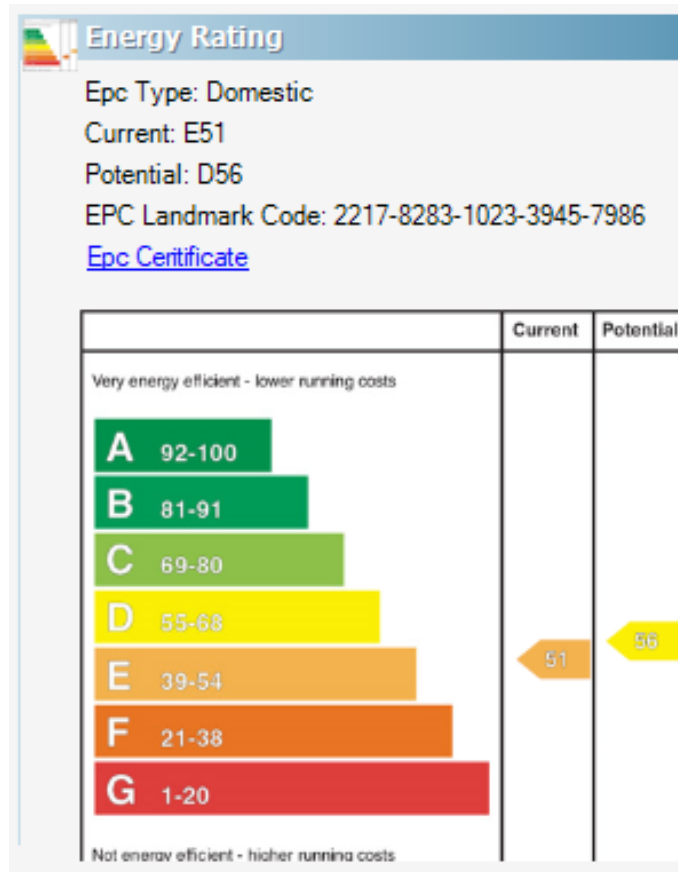 Energy Rating
Epc Type: Domestic
Current: E51
Potential: D56
EPC Landmark Code: 2217-8283-1023-3945-7986
Epc Ceritificate
Current Potential
Very energy efficient - lower running costs
A 92-100
B 81-91
C 69-80
D 55-68
E 39-54
F 21-38
G 1-20
51
56
Not energy efficient - higher running costs